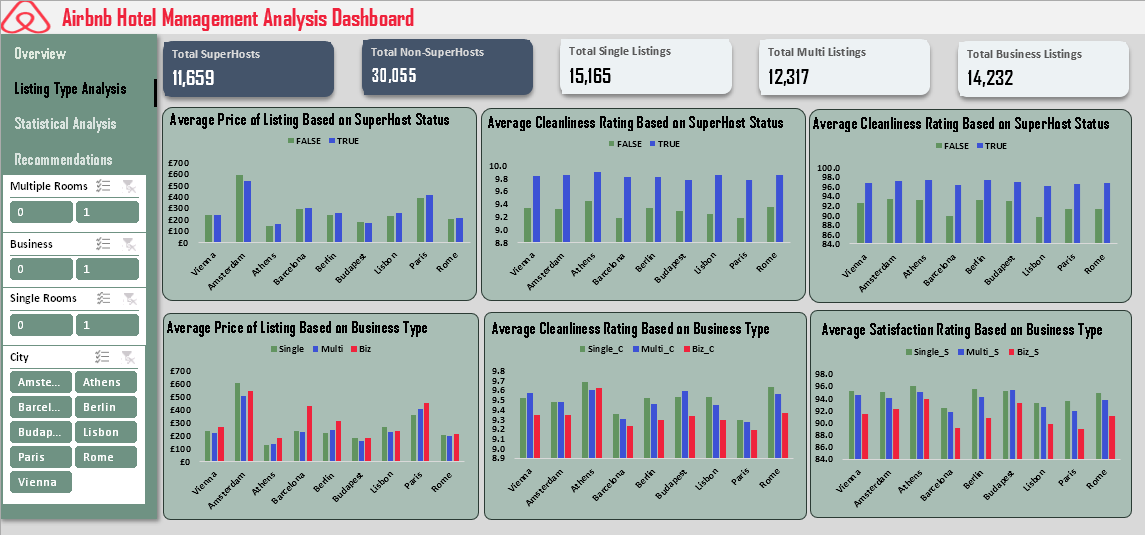 Airbnb Hotel Management Analysis Dashboard
Overview
Listing Type Analysis
Statistical Analysis
Recommendations
Multiple Rooms
0 1
Business
0 1
Single Rooms
0 1
City
Amste... Athens
Barcel... Berlin
Budap... Lisbon
Paris Rome
Vienna
Total SuperHosts
11,659
Total Non-SuperHosts
30,055
Total Single Listings
15,165
Total Multi Listings
12,317
Total Business Listings
14,232
Average Price of Listing Based on SuperHost Status
FALSE TRUE
£700
£600
£500
£400
£300
£200
£100
£0
Vienna Amsterdam Athens Barcelona Berlin Budapest Lisbon Paris Rome
Average Cleanliness Rating Based on SuperHost Status
FALSE TRUE
10.0
9.8
9.6
9.4
9.2
9.0
8.8
Vienna Amsterdam Athens Barcelona Berlin Budapest Lisbon Paris Rome
Average Cleanliness Rating Based on SuperHost Status
FALSE TRUE
100.0
98.0
96.0
94.0
92.0
90.0
88.0
86.0
84.0
Vienna Amsterdam Athens Barcelona Berlin Budapest Lisbon Paris Rome
Average Price of Listing Based on Business Type
Single Multi Biz
£700
£600
£500
£400
£300
£200
£100
£0
Vienna Amsterdam Athens Barcelona Berlin Budapest Lisbon Paris Rome
Average Cleanliness Rating Based on Business Type
Single_C Multi_C Biz_C
9.8
9.7
9.6
9.5
9.4
9.3
9.2
9.1
9.0
8.9
Vienna Amsterdam Athens Barcelona Berlin Budapest Lisbon Paris Rome
Average Satisfaction Rating Based on Business Type
Single_S Multi_S Biz_S
98.0
96.0
94.0
92.0
90.0
88.0
86.0
84.0
Vienna Amsterdam Athens Barcelona Berlin Budapest Lisbon Paris Rome